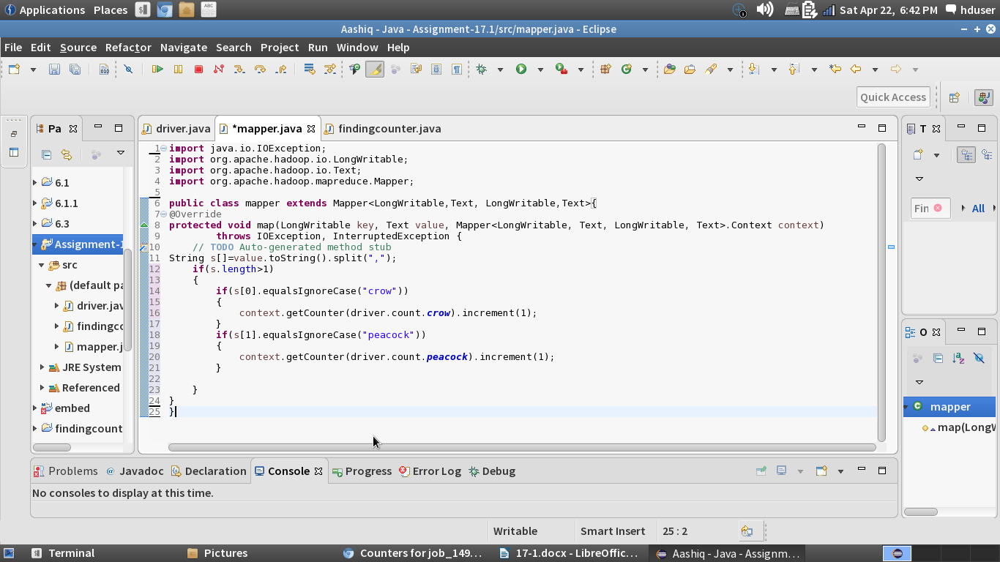 Applications Places Sat Apr 22, 6:42 PM hduser
Aashiq - Java - Assignment-17.1/src/mapper.java - Eclipse
File Edit Source Refactor Navigate Search Project Run Window Help
Quick Access
Pa
driver.java *mapper.java findingcounter.java
T
6.1
6.1.1
6.3
Assignment-1
src
(default pa
driver.jav
findingco
mapper.j
JRE System
Referenced
embed
findingcount
1 import java.io.IOException;
2 import org.apache.hadoop.io.LongWritable;
3 import org.apache.hadoop.io.Text;
4 import org.apache.hadoop.mapreduce.Mapper;
5
6 public class mapper extends Mapper<LongWritable,Text, LongWritable,Text>{
7 @Override
8 protected void map(LongWritable key, Text value, Mapper<LongWritable, Text, LongWritable, Text>.Context context)
9 throws IOException, InterruptedException {
10 // TODO Auto-generated method stub
11 String s[]=value.toString().split(",");
12 if(s.length>1)
13 {
14 if(s[0].equalsIgnoreCase("crow"))
15 {
16 context.getCounter(driver.count.crow).increment(1);
17 }
18 if(s[1].equalsIgnoreCase("peacock"))
19 {
20 context.getCounter(driver.count.peacock).increment(1);
21 }
22
23 }
24 }
25 }
Fin All
O
mapper
map(LongW
Problems Javadoc Declaration Console Progress Error Log Debug
No consoles to display at this time.
Writable Smart Insert 25 : 2
Terminal Pictures Counters for job_149... 17-1.docx - LibreOffic... Aashiq - Java - Assignm...